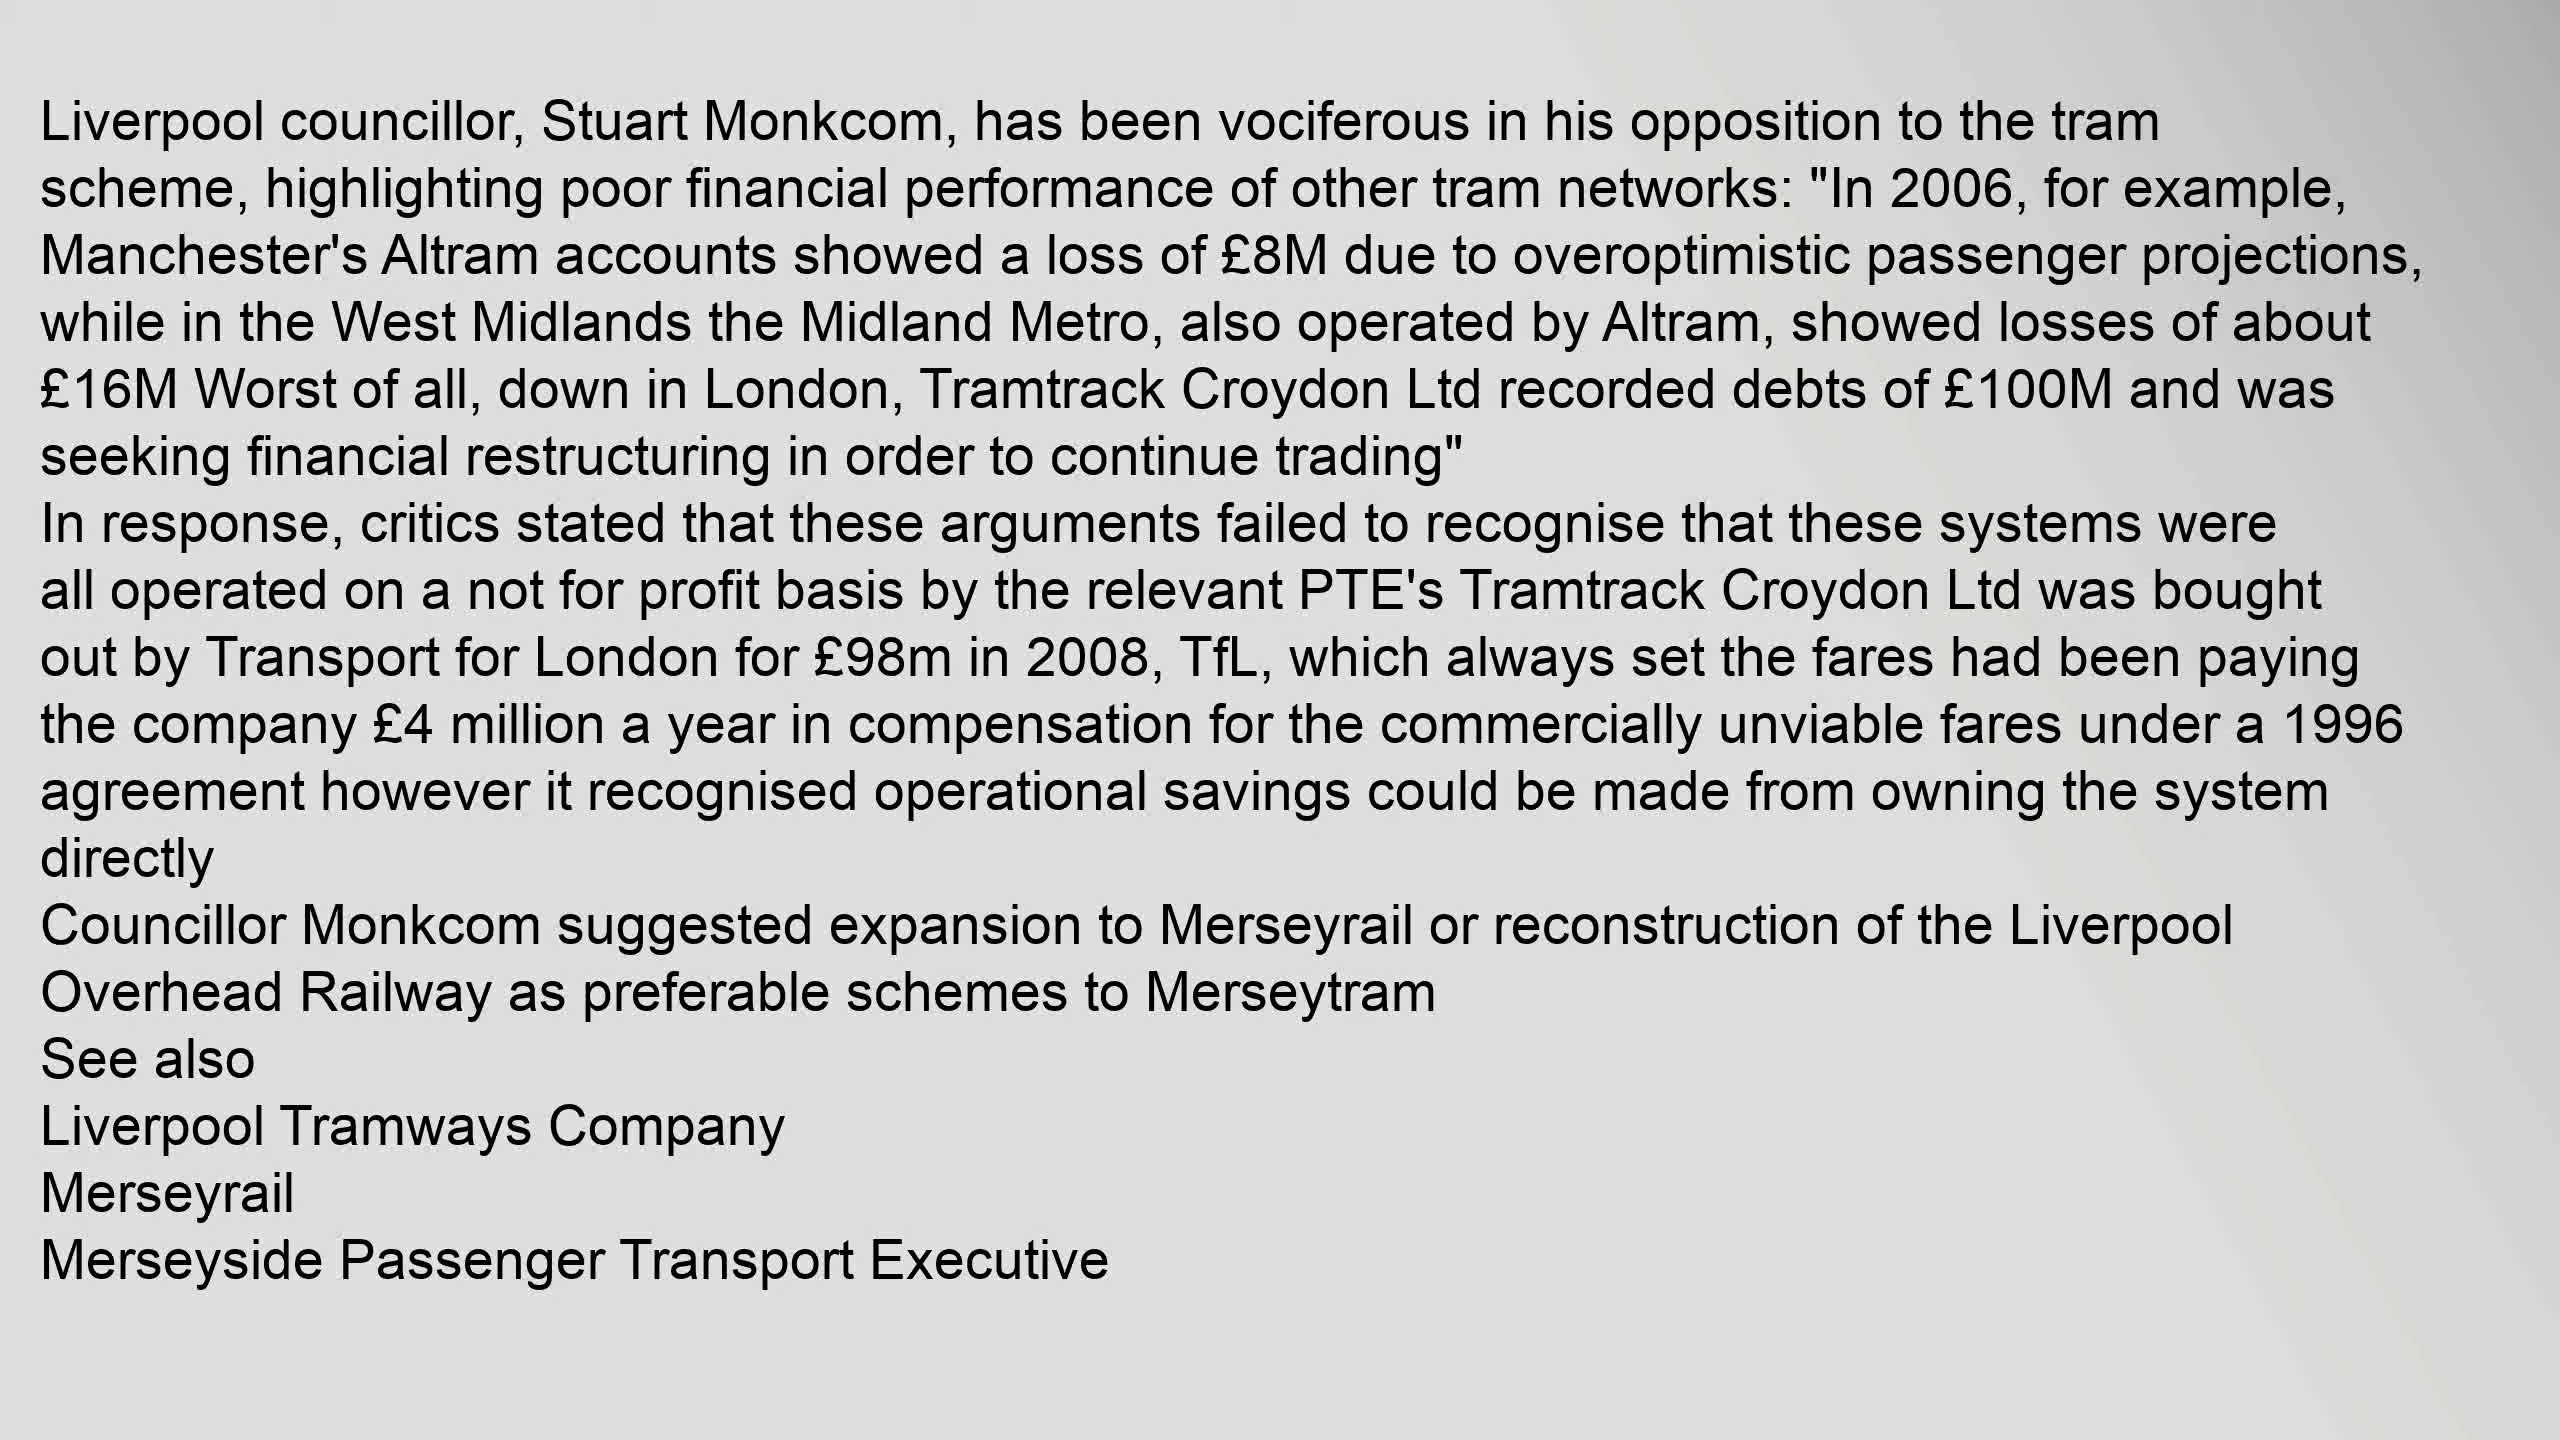 Liverpool councillor, Stuart Monkcom, has been vociferous in his opposition to the tram
scheme, highlighting poor financial performance of other tram networks: "In 2006, for example,
Manchester's Altram accounts showed a loss of £8M due to overoptimistic passenger projections,
while in the West Midlands the Midland Metro, also operated by Altram, showed losses of about
£16M Worst of all, down in London, Tramtrack Croydon Ltd recorded debts of £100M and was
seeking financial restructuring in order to continue trading"
In response, critics stated that these arguments failed to recognise that these systems were
all operated on a not for profit basis by the relevant PTE's Tramtrack Croydon Ltd was bought
out by Transport for London for £98m in 2008, TfL, which always set the fares had been paying
the company £4 million a year in compensation for the commercially unviable fares under a 1996
agreement however it recognised operational savings could be made from owning the system
directly
Councillor Monkcom suggested expansion to Merseyrail or reconstruction of the Liverpool
Overhead Railway as preferable schemes to Merseytram
See also
Liverpool Tramways Company
Merseyrail
Merseyside Passenger Transport Executive